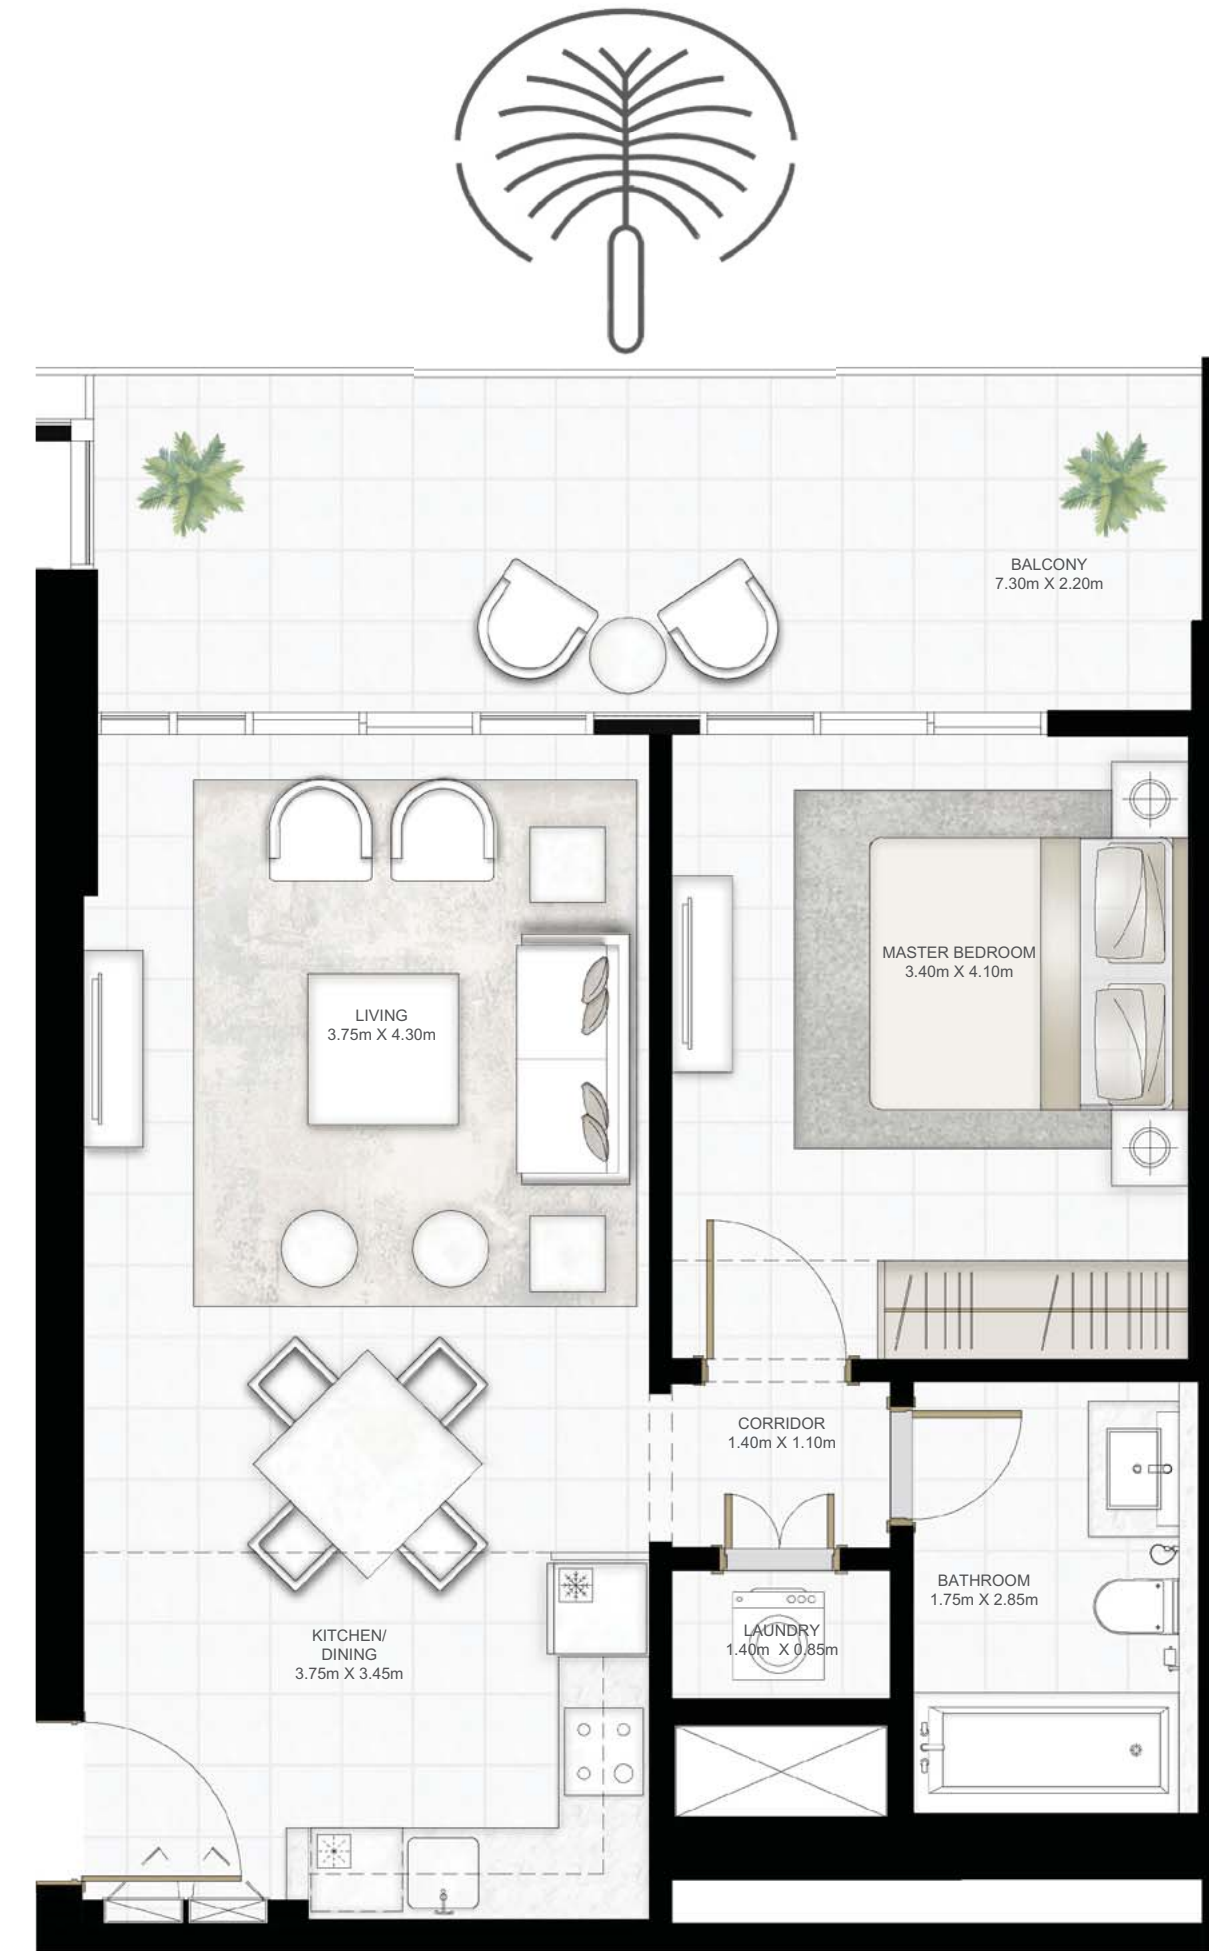 BALCONY
7.30m X 2.20m
MASTER BEDROOM
3.40m X 4.10m
LIVING
3.75m X 4.30m
CORRIDOR
1.40m X 1.10m
BATHROOM
1.75m X 2.85m
LAUNDRY
1.40m X 0.85m
KITCHEN/
DINING
3.75m X 3.45m